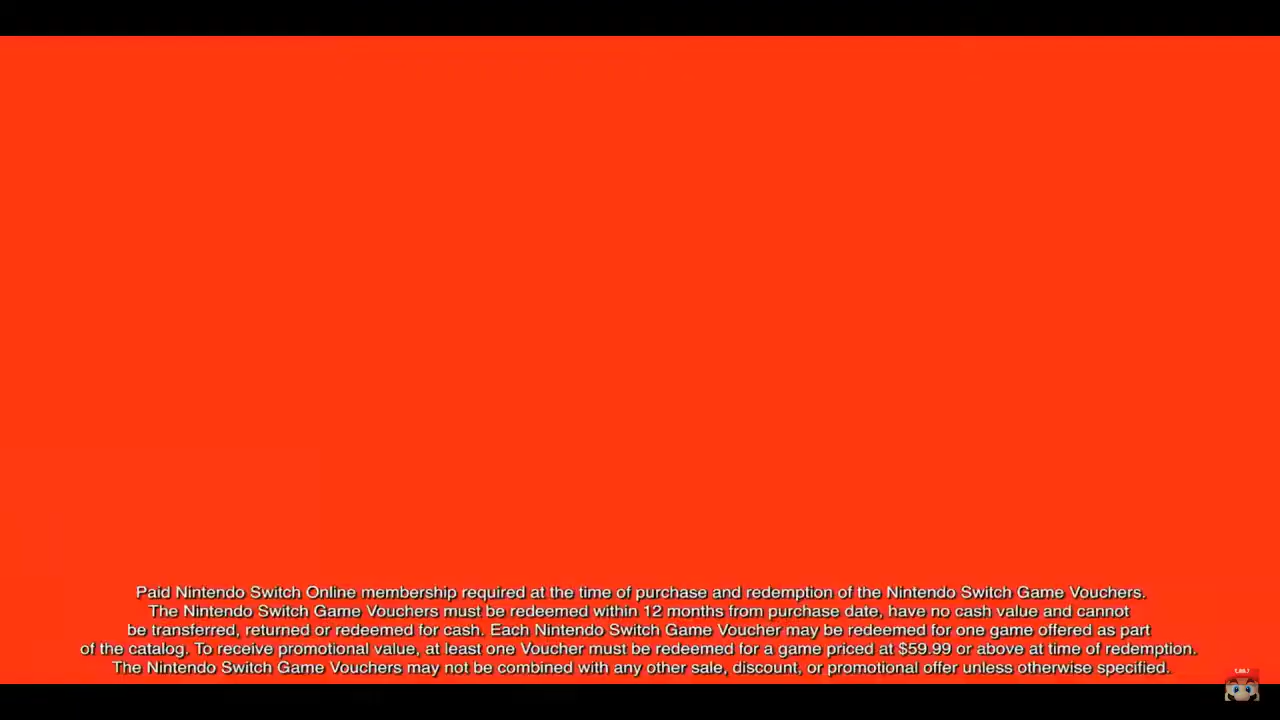 Paid Nintendo Switch Online membership required at the time of purchase and redemption of the Nintendo Switch Game Vouchers.
The Nintendo Switch Game Vouchers must be redeemed within 12 months from purchase date, have no cash value and cannot
be transferred, returned or redeemed for cash. Each Nintendo Switch Game Voucher may be redeemed for one game offered as part
of the catalog. To receive promotional value, at least one Voucher must be redeemed for a game priced at $59.99 or above at time of redemption.
The Nintendo Switch Game Vouchers may not be combined with any other sale, discount, or promotional offer unless otherwise specified.